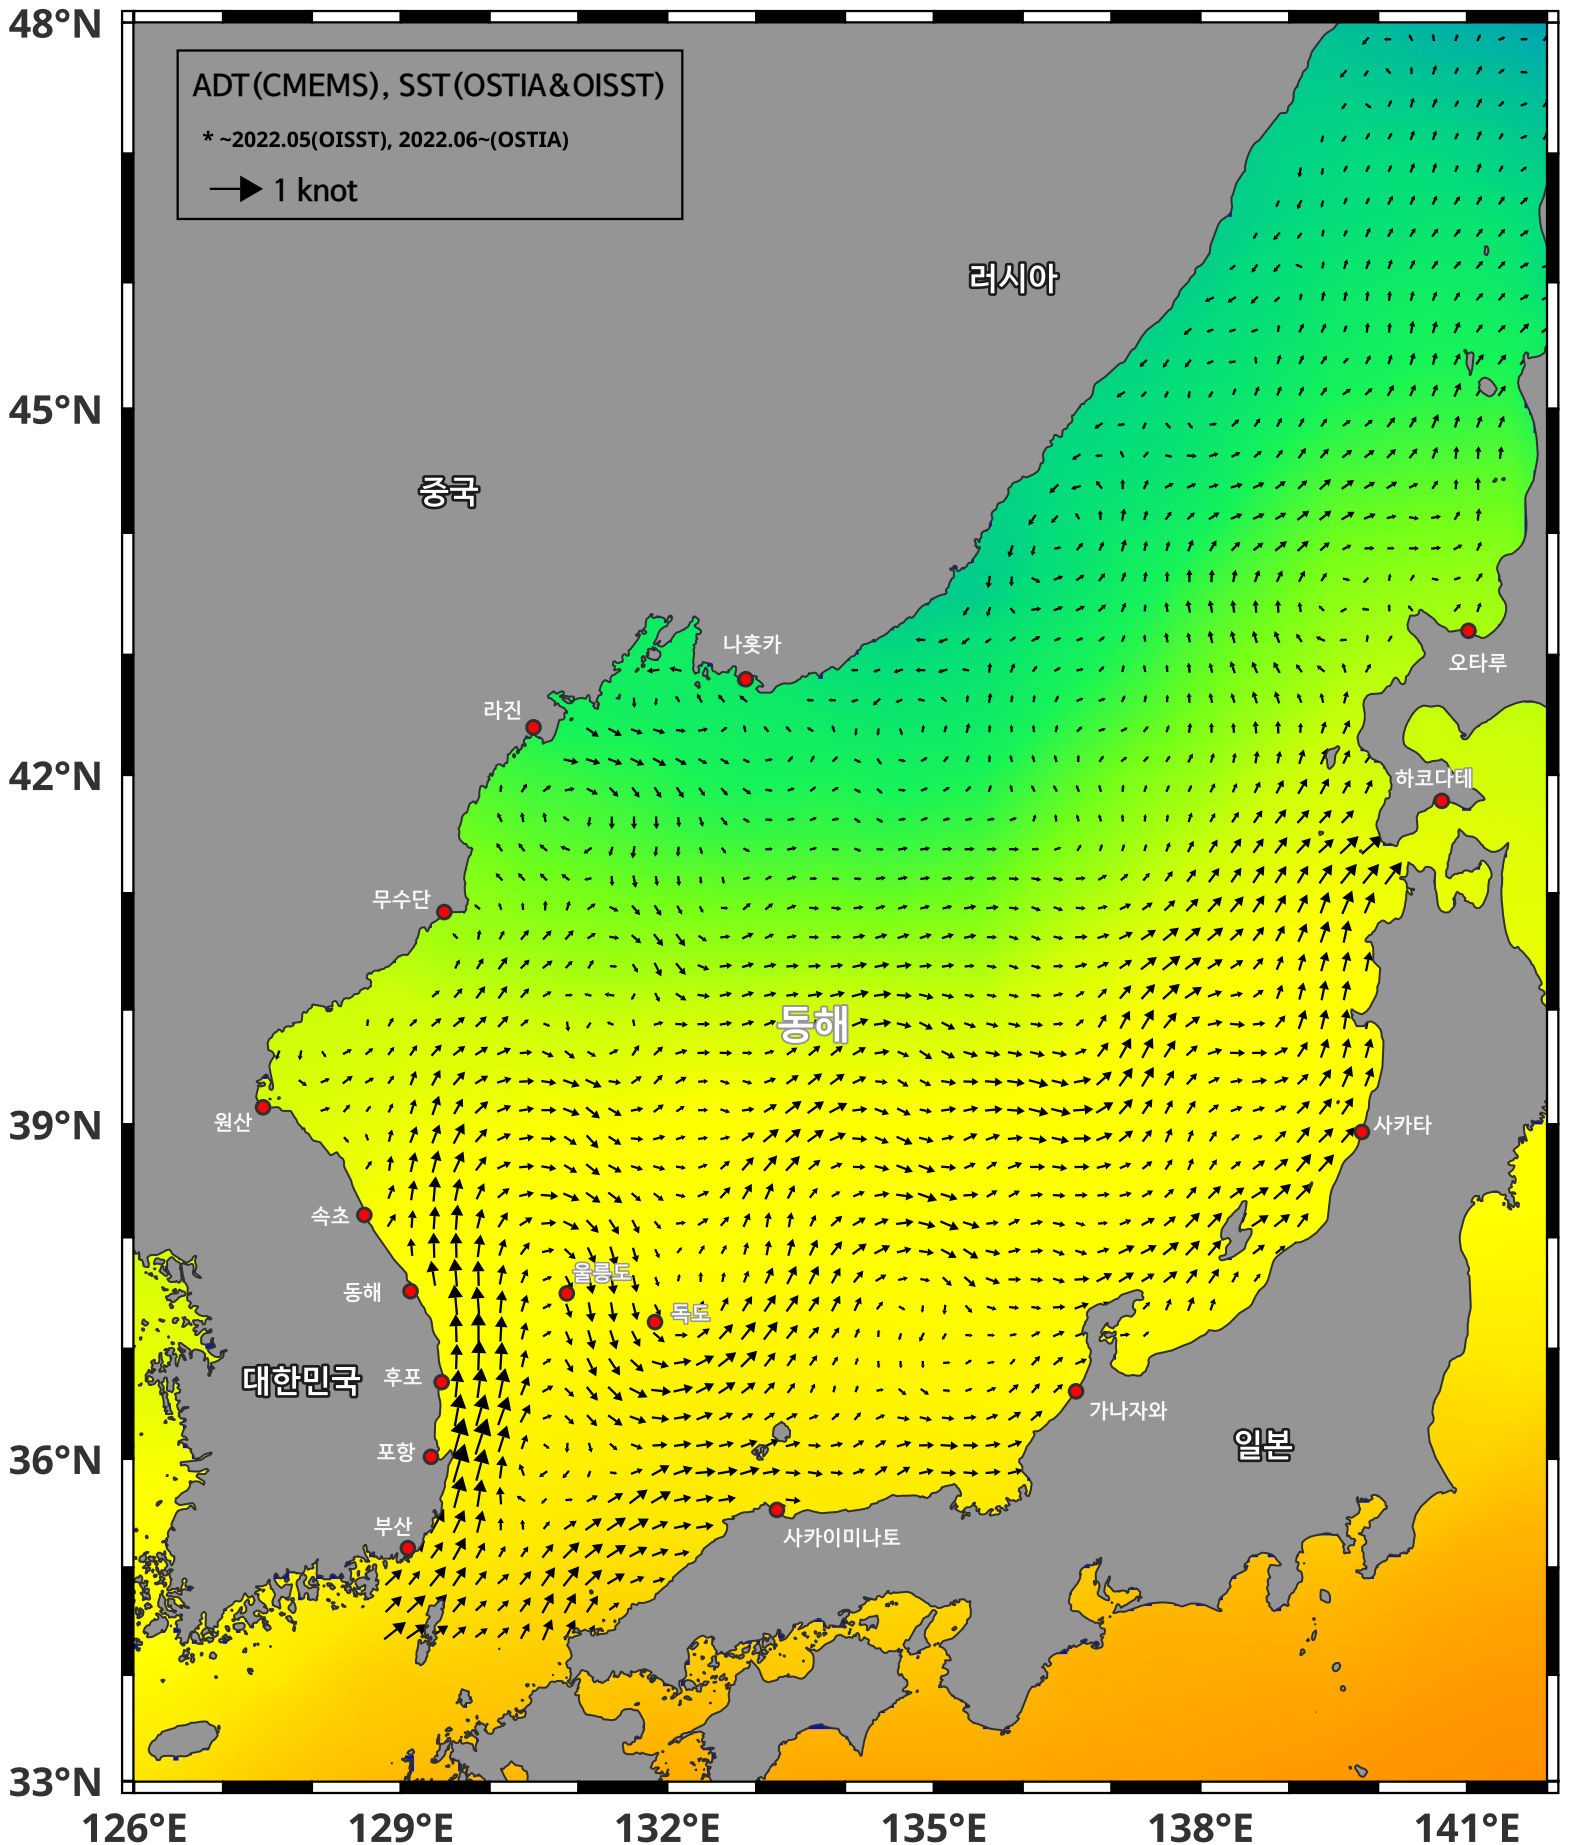 48°N
ADT(CMEMS), SST(OSTIA&OISST)
* ~2022.05(OISST), 2022.06~(OSTIA)
1 knot
러시아
45°N
중국
나홋카
오타루
라진
42°N
하코다테
무수단
동해
39°N
원산
사카타
속초
울릉도
동해
독도
대한민국
후포
가나자와
일본
포항
36°N
부산
사카이미나토
33°N
126°E
129°E
132°E
135°E
138°E
141°E